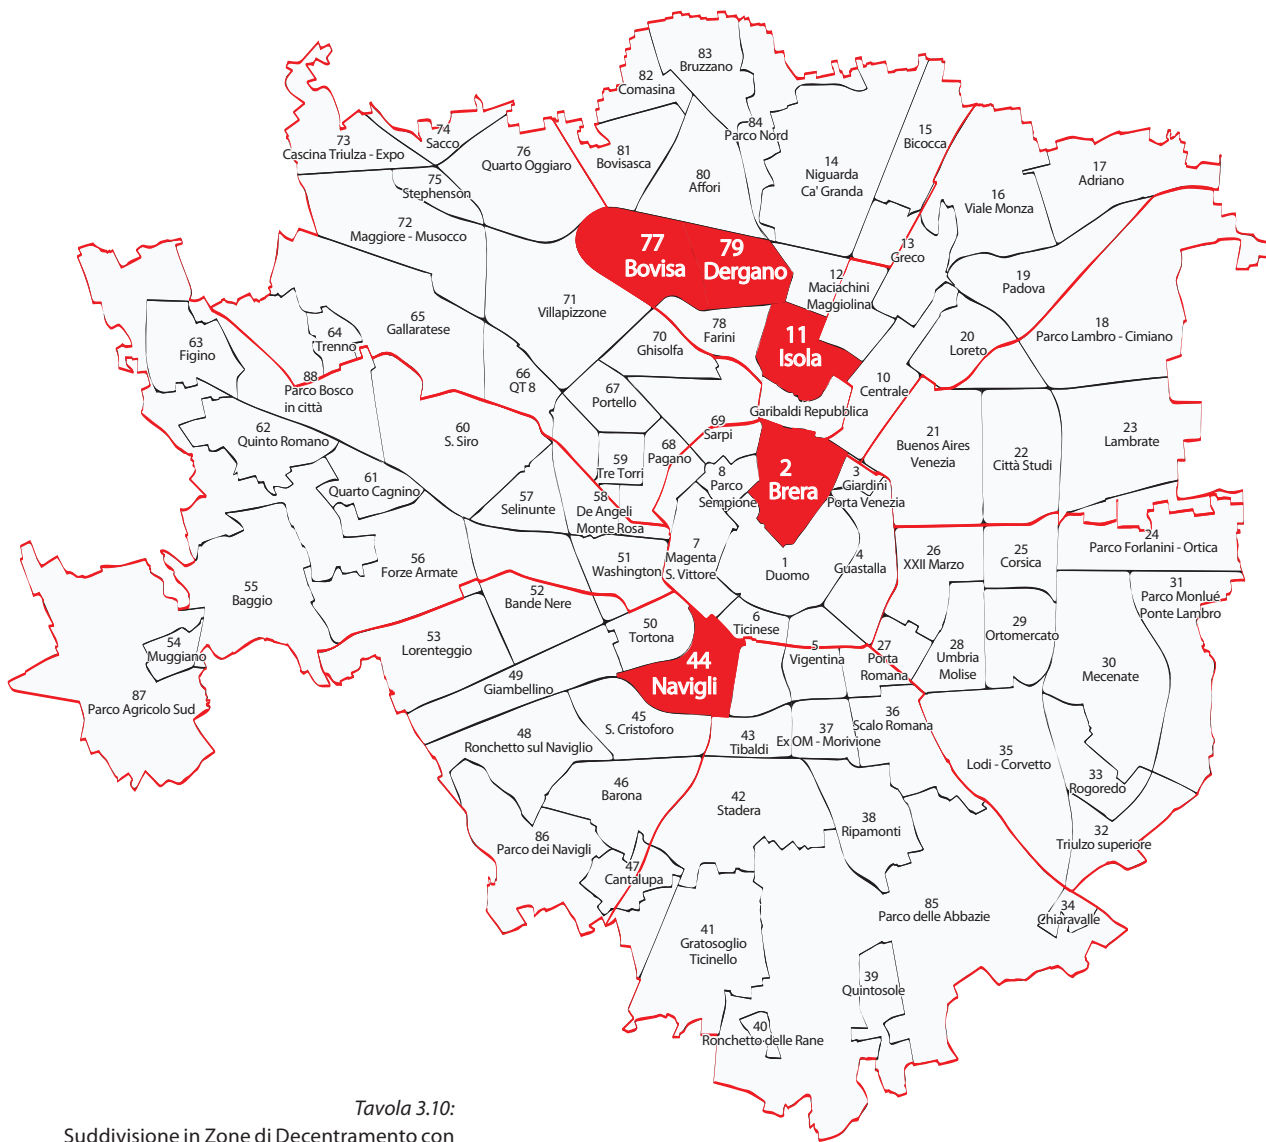 83
Bruzzano
82
Comasina
84
Parco Nord
74
Sacco
73
Cascina Triulza - Expo
76
Quarto Oggiaro
81
Bovisasca
80
Affori
14
Niguarda
Ca' Granda
15
Bicocca
17
Adriano
16
Viale Monza
75
Stephenson
72
Maggiore - Musocco
77
Bovisa
79
Dergano
13
Greco
12
Maciachini
Maggiolina
19
Padova
71
Villapizzone
65
Gallaratese
64
Trenno
63
Figino
78
Farini
70
Ghisolfa
11
Isola
20
Loreto
18
Parco Lambro - Cimiano
88
Parco Bosco
in città
66
QT 8
67
Portello
10
Centrale
Garibaldi Repubblica
62
Quinto Romano
60
S. Siro
69
Sarpi
68
Pagano
59
Tre Torri
21
Buenos Aires
Venezia
22
Città Studi
23
Lambrate
61
Quarto Cagnino
57
Selinunte
58
De Angeli
Monte Rosa
8
Parco
Sempione
2
Brera
3
Giardini
Porta Venezia
56
Forze Armate
51
Washington
7
Magenta
S. Vittore
1
Duomo
4
Guastalla
26
XXII Marzo
25
Corsica
24
Parco Forlanini - Ortica
31
Parco Monlué
Ponte Lambro
55
Baggio
52
Bande Nere
53
Lorenteggio
50
Tortona
6
Ticinese
5
Vigentina
27
Porta
Romana
28
Umbria
Molise
29
Ortomercato
30
Mecenate
54
Muggiano
87
Parco Agricolo Sud
49
Giambellino
44
Navigli
48
Ronchetto sul Naviglio
45
S. Cristoforo
43
Tibaldi
37
Ex OM - Morivione
36
Scalo Romana
35
Lodi - Corvetto
33
Rogoredo
46
Barona
42
Stadera
38
Ripamonti
32
Triulzo superiore
86
Parco dei Navigli
47
Cantalupa
85
Parco delle Abbazie
34
Chiaravalle
41
Gratosoglio
Ticinello
39
Quintosole
40
Ronchetto delle Rane
Tavola 3.10:
Suddivisione in Zone di Decentramento con